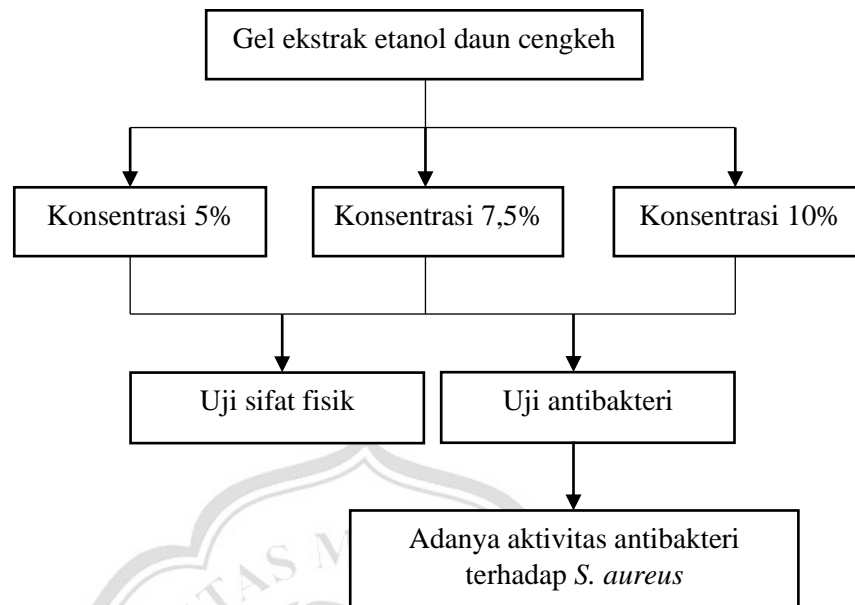 Gel ekstrak etanol daun cengkeh
Konsentrasi 5%
Konsentrasi 7,5%
Konsentrasi 10%
Uji sifat fisik
Uji antibakteri
Adanya aktivitas antibakteri
terhadap S. aureus